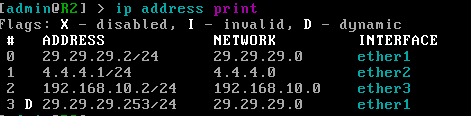 [admin@R2] > ip address print
Flags: X - disabled, I - invalid, D - dynamic
# ADDRESS NETWORK INTERFACE
0 29.29.29.2/24 29.29.29.0 ether1
1 4.4.4.1/24 4.4.4.0 ether2
2 192.168.10.2/24 192.168.10.0 ether3
3 D 29.29.29.253/24 29.29.29.0 ether1